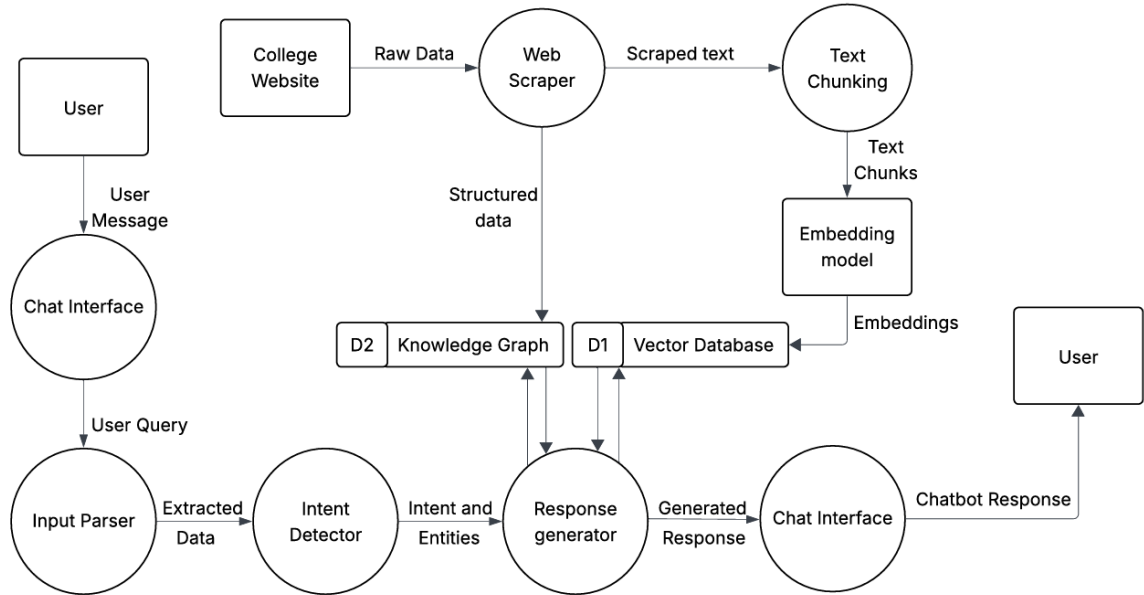 College
Website
Raw Data
Web
Scraper
Scraped text
Text
Chunking
User
User
Message
Structured
data
Text
Chunks
Embedding
model
Chat Interface
Embeddings
D2
Knowledge Graph
D1
Vector Database
User
User Query
Input Parser
Extracted
Data
Intent
Detector
Intent and
Entities
Response
generator
Generated
Response
Chat Interface
Chatbot Response